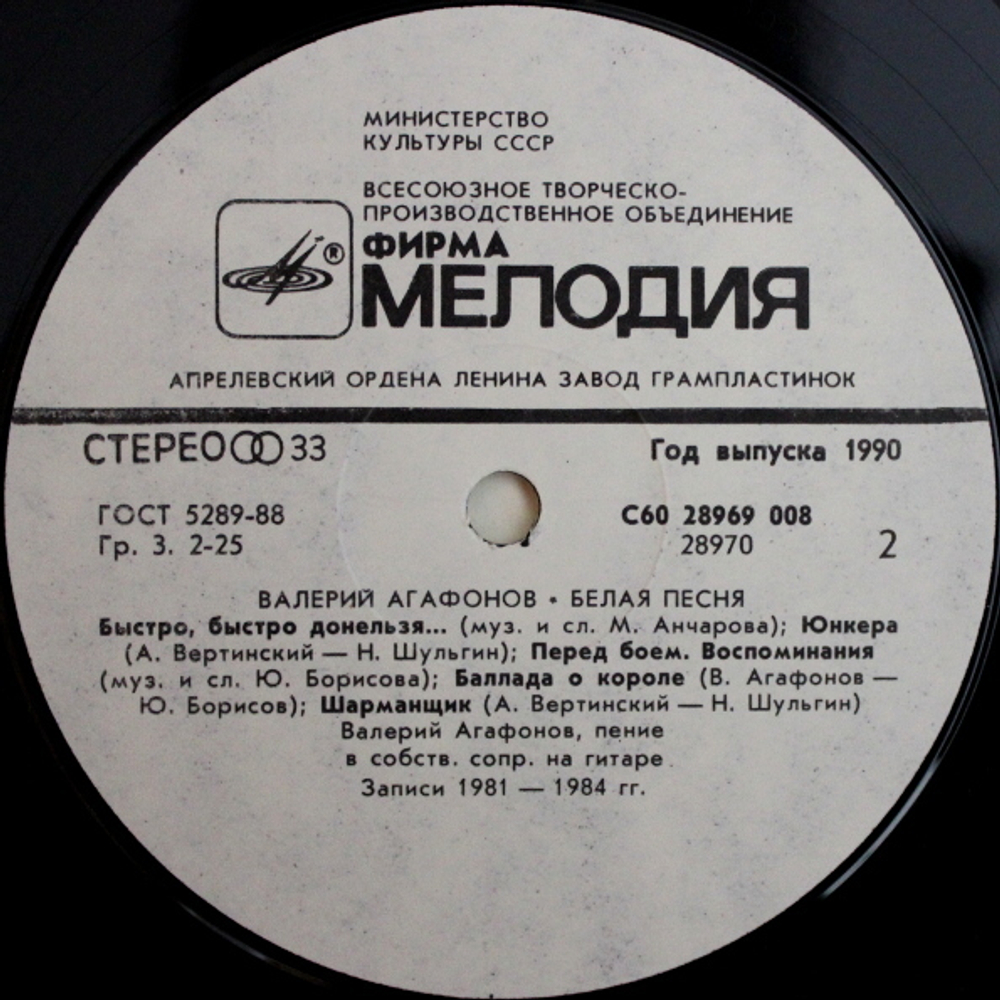 МИНИСТЕРСТВО
КУЛЬТУРЫ СССР
ВСЕСОЮЗНОЕ ТВОРЧЕСКО-
ПРОИЗВОДСТВЕННОЕ ОБЪЕДИНЕНИЕ
ФИРМА
®
МЕЛОДИЯ
АПРЕЛЕВСКИЙ ОРДЕНА ЛЕНИНА ЗАВОД ГРАМПЛАСТИНОК
СТЕРЕО 33
Год выпуска 1990
ГОСТ 5289-88
С60 28969 008
Гр. 3. 2-25
28970
2
ВАЛЕРИЙ АГАФОНОВ • БЕЛАЯ ПЕСНЯ
Быстро, быстро донельзя... (муз. и сл. М. Анчарова); Юнкера
(А. Вертинский — Н. Шульгин); Перед боем. Воспоминания
(муз. и сл. Ю. Борисова); Баллада о короле (В. Агафонов —
Ю. Борисов); Шарманщик (А. Вертинский — Н. Шульгин)
Валерий Агафонов, пение
в собств. сопр. на гитаре
Записи 1981 — 1984 гг.